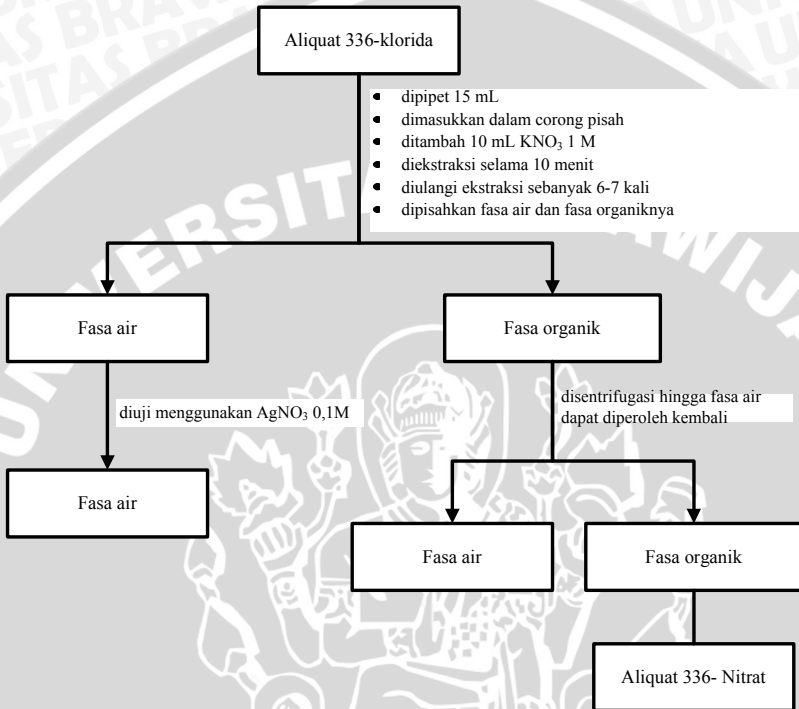 Aliquat 336-klorida
• dipipet 15 mL
• dimasukkan dalam corong pisah
• ditambah 10 mL KNO₃ 1 M
• diekstraksi selama 10 menit
• diulangi ekstraksi sebanyak 6-7 kali
• dipisahkan fasa air dan fasa organiknya
Fasa air
Fasa organik
diuji menggunakan AgNO₃ 0,1M
disentrifugasi hingga fasa air
dapat diperoleh kembali
Fasa air
Fasa air
Fasa organik
Aliquat 336- Nitrat